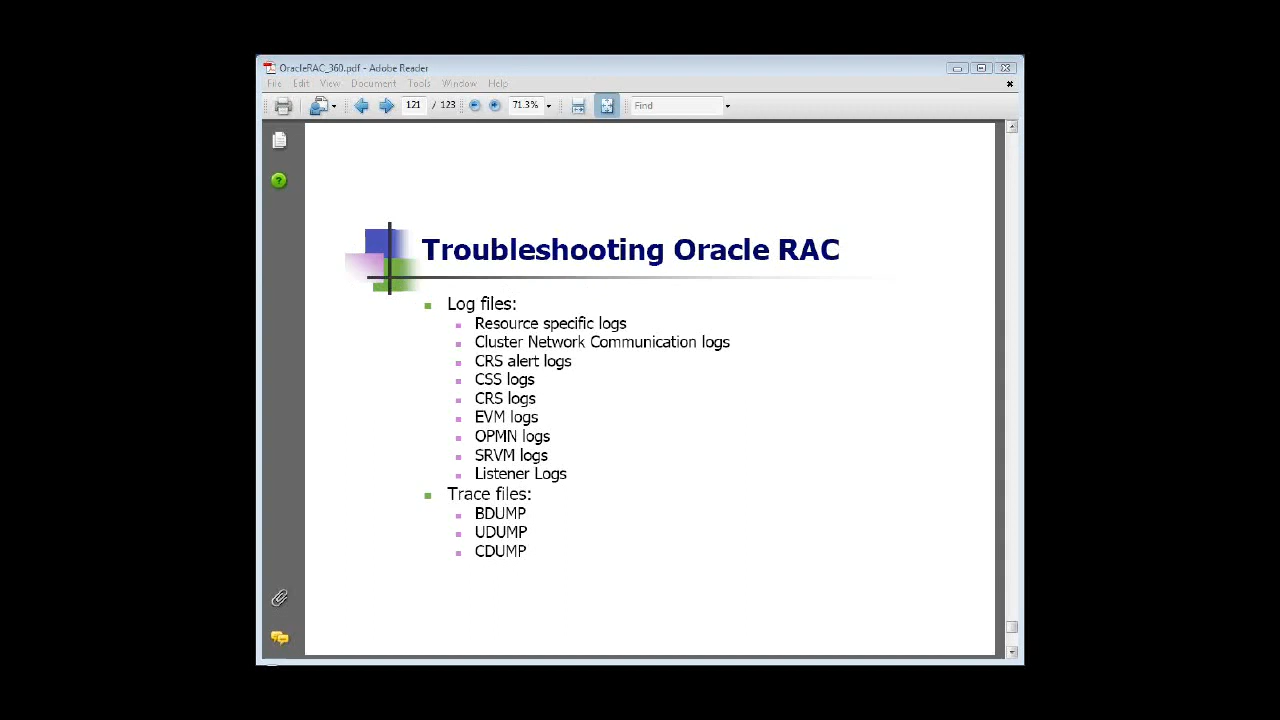 OracleRAC_360.pdf - Adobe Reader
File Edit View Document Tools Window Help
121 / 123 71.3% Find
Troubleshooting Oracle RAC
Log files:
Resource specific logs
Cluster Network Communication logs
CRS alert logs
CSS logs
CRS logs
EVM logs
OPMN logs
SRVM logs
Listener Logs
Trace files:
BDUMP
UDUMP
CDUMP